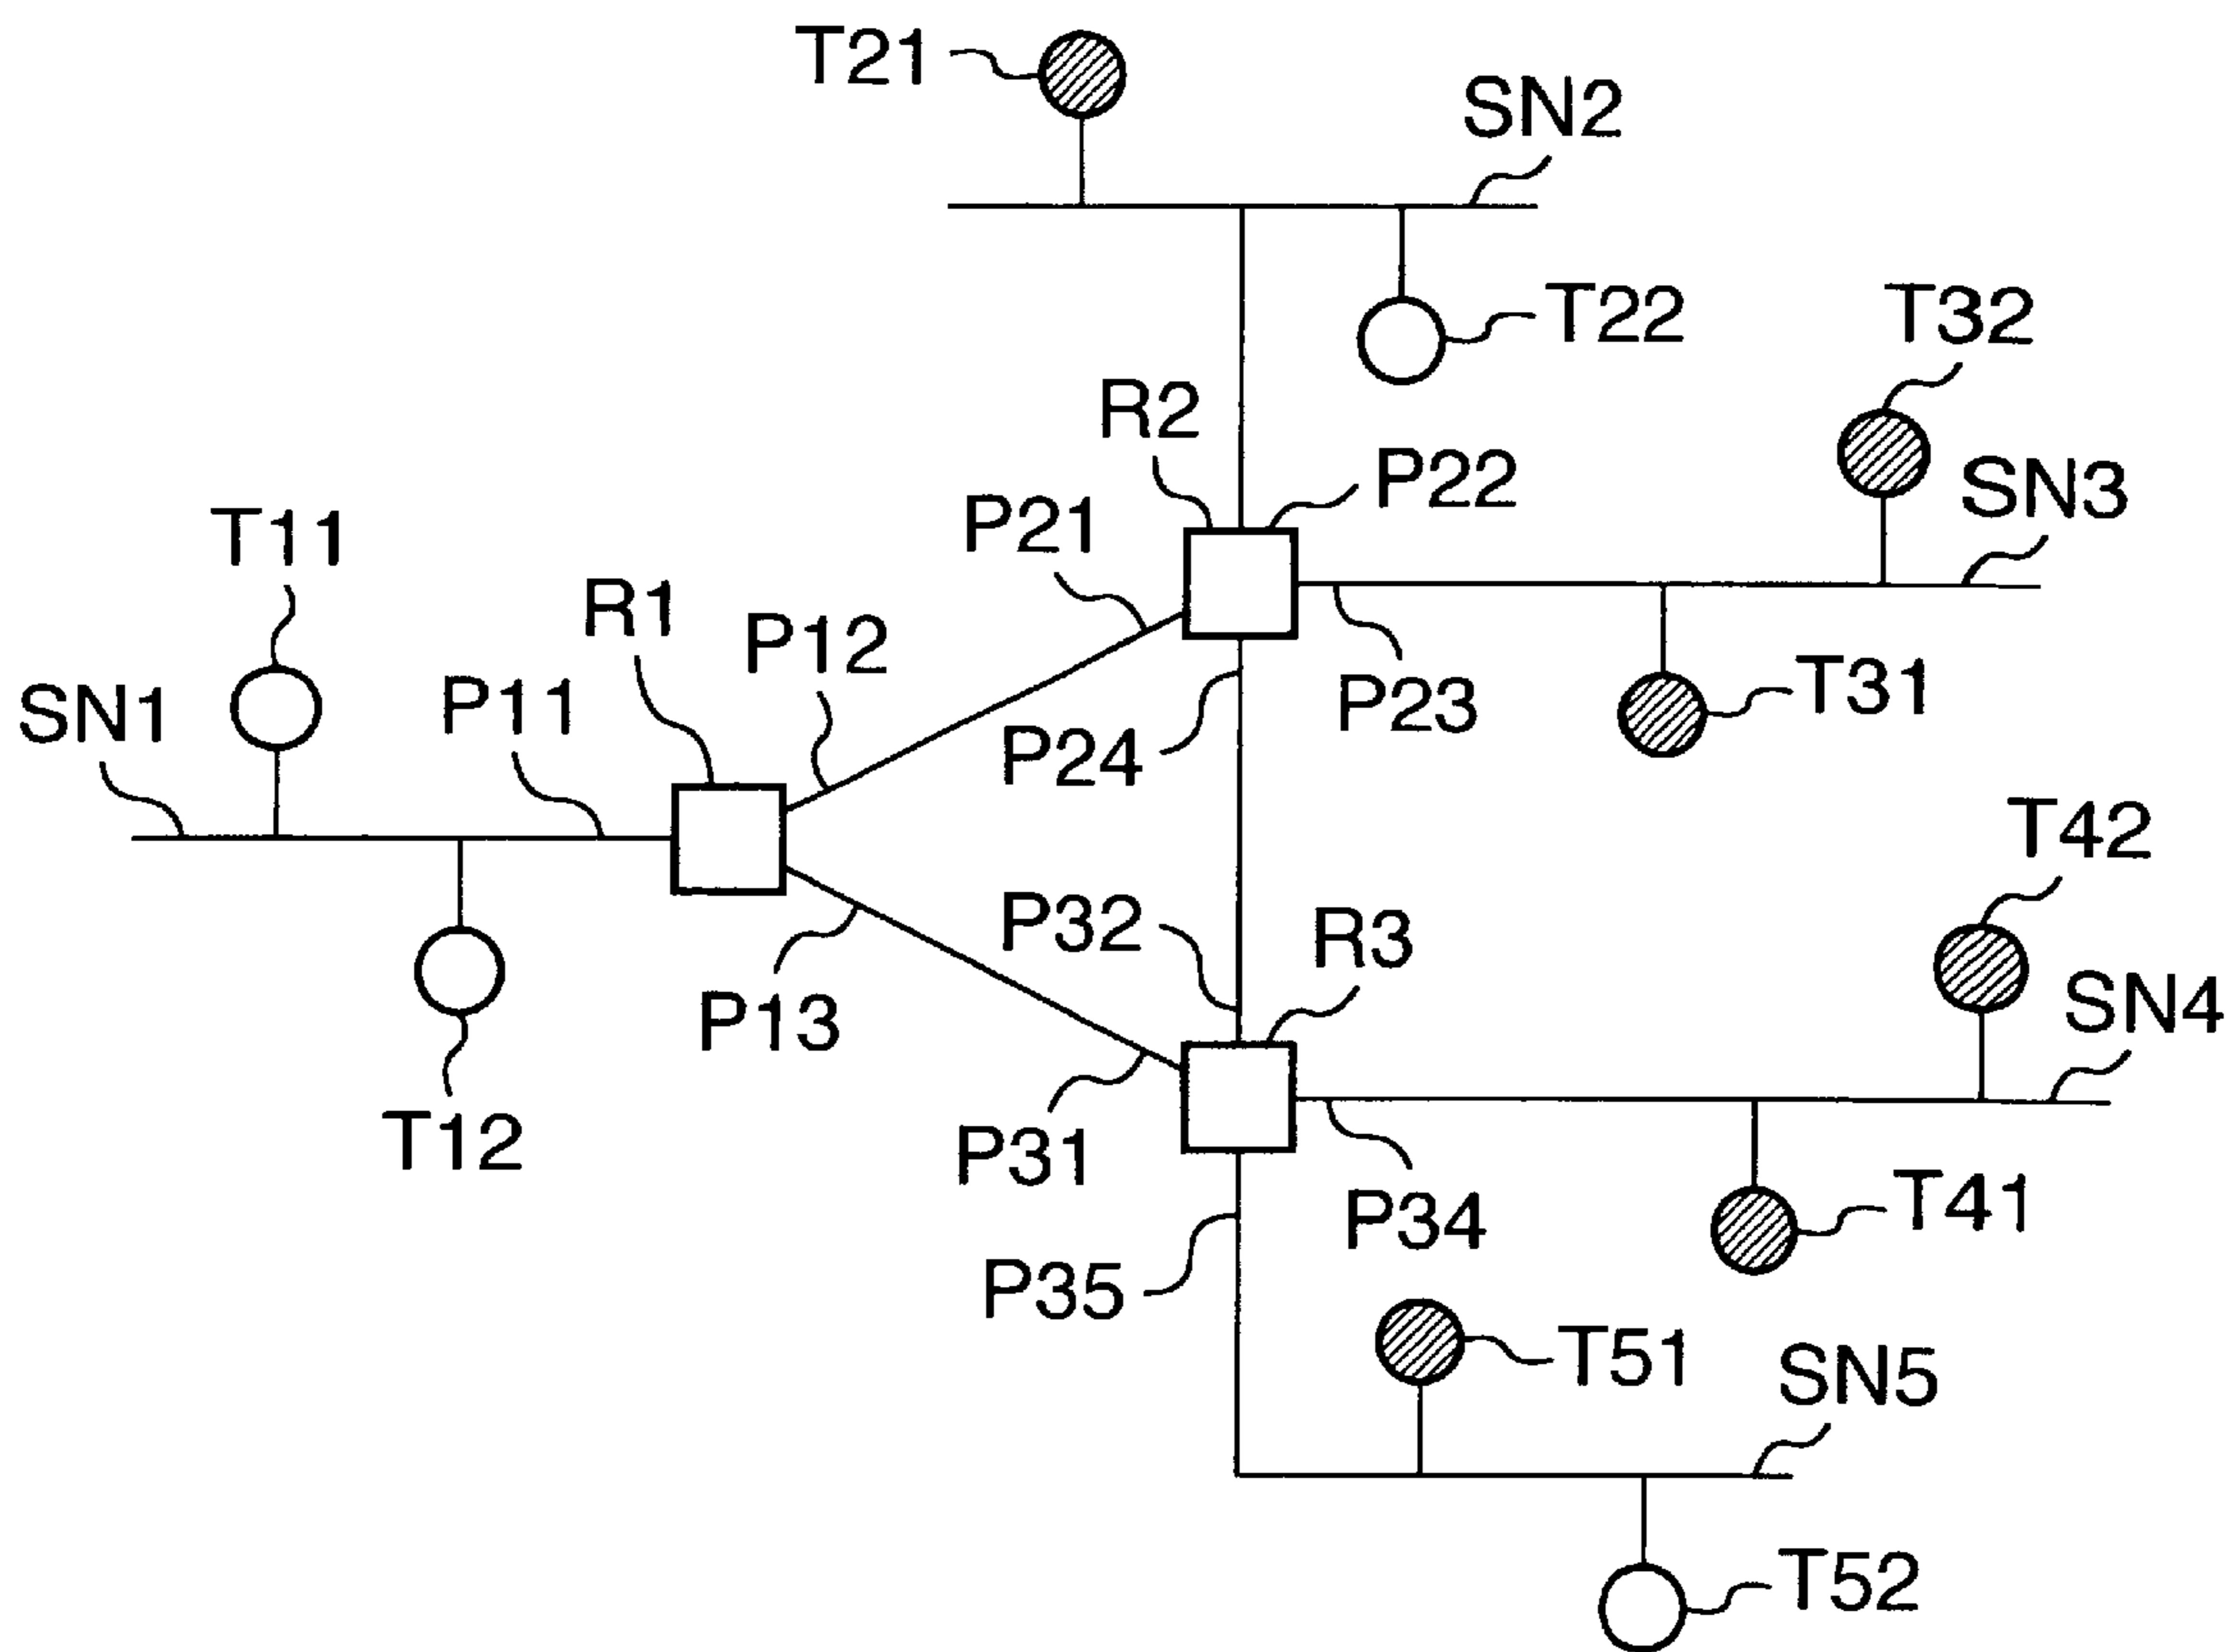 T21
SN2
T22
T32
R2
P22
SN3
P21
T11
R1
P12
T31
P23
SN1
P11
P24
T42
P32
R3
SN4
P13
T12
P31
T41
P34
P35
T51
SN5
T52